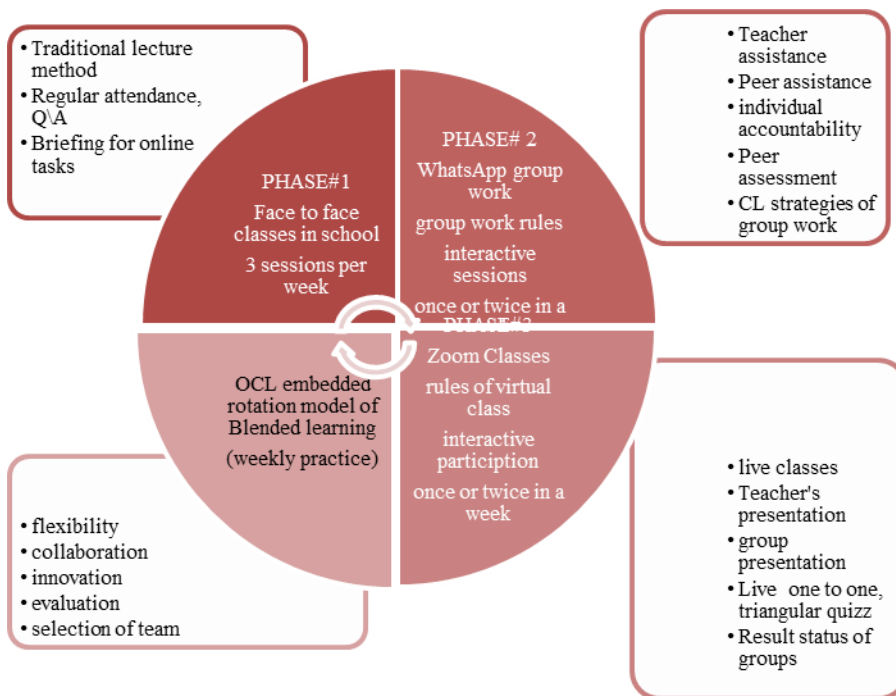 • Traditional lecture
method
• Regular attendance,
Q\A
• Briefing for online
tasks
PHASE#1
Face to face
classes in school
3 sessions per
week
PHASE# 2
WhatsApp group
work
group work rules
interactive
sessions
once or twice in a
• Teacher
assistance
• Peer assistance
• individual
accountability
• Peer
assessment
• CL strategies of
group work
PHASE#3
Zoom Classes
rules of virtual
class
interactive
particiption
once or twice in a
week
• live classes
• Teacher's
presentation
• group
presentation
• Live one to one,
triangular quizz
• Result status of
groups
OCL embedded
rotation model of
Blended learning
(weekly practice)
• flexibility
• collaboration
• innovation
• evaluation
• selection of team